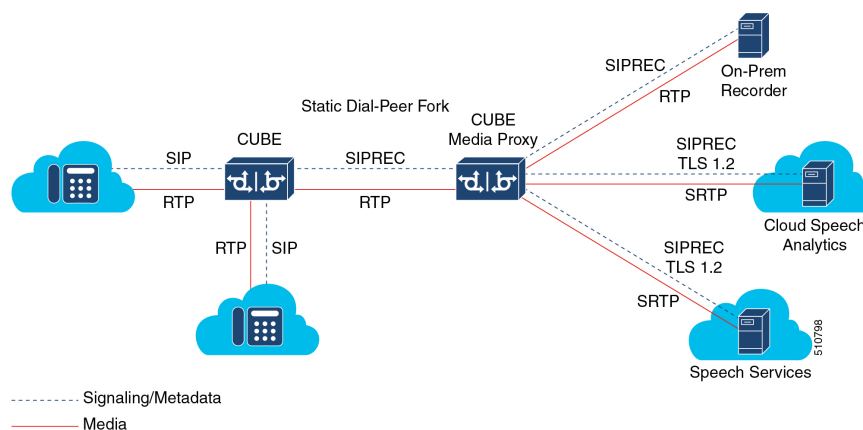 SIPREC
RTP
On-Prem
Recorder
Static Dial-Peer Fork
CUBE
CUBE
Media Proxy
SIP
RTP
SIPREC
RTP
SIPREC
TLS 1.2
SRTP
Cloud Speech
Analytics
RTP
SIP
SIPREC
TLS 1.2
SRTP
Speech Services
510798
Signaling/Metadata
Media